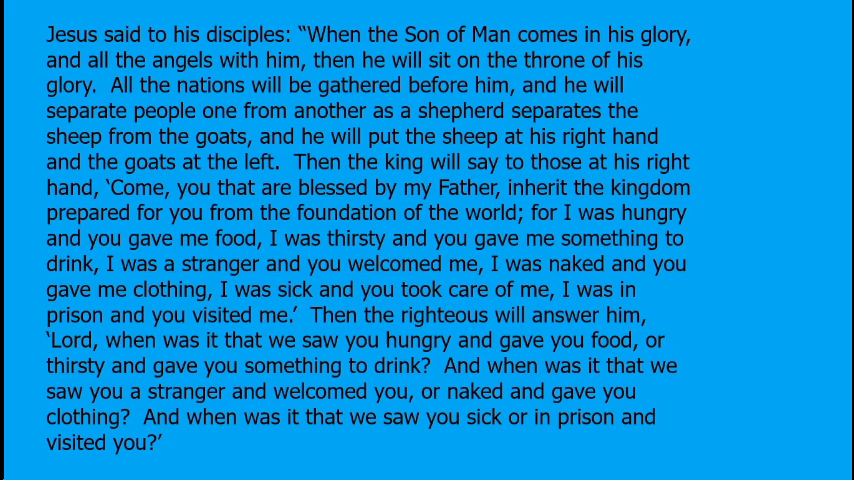 Jesus said to his disciples: “When the Son of Man comes in his glory,
and all the angels with him, then he will sit on the throne of his
glory.  All the nations will be gathered before him, and he will
separate people one from another as a shepherd separates the
sheep from the goats, and he will put the sheep at his right hand
and the goats at the left.  Then the king will say to those at his right
hand, ‘Come, you that are blessed by my Father, inherit the kingdom
prepared for you from the foundation of the world; for I was hungry
and you gave me food, I was thirsty and you gave me something to
drink, I was a stranger and you welcomed me, I was naked and you
gave me clothing, I was sick and you took care of me, I was in
prison and you visited me.’  Then the righteous will answer him,
‘Lord, when was it that we saw you hungry and gave you food, or
thirsty and gave you something to drink?  And when was it that we
saw you a stranger and welcomed you, or naked and gave you
clothing?  And when was it that we saw you sick or in prison and
visited you?’